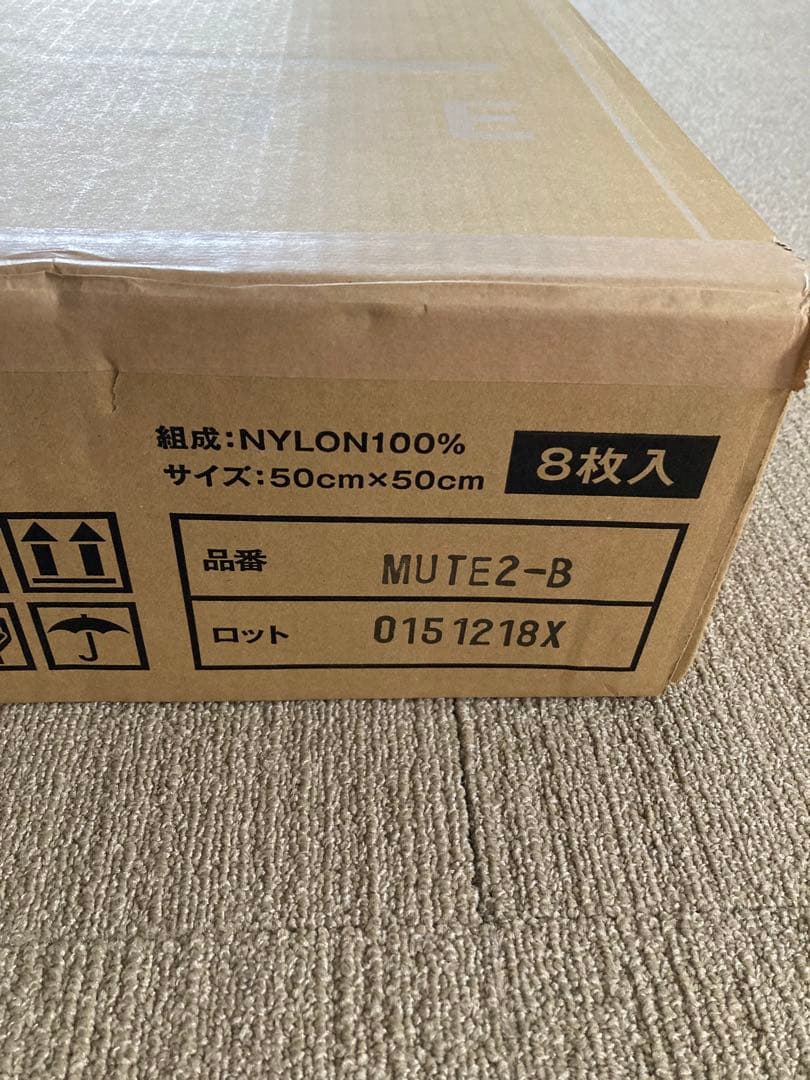 E
組成:NYLON100%
サイズ:50cm×50cm
8枚入
品番 MUTE2-B
ロット 0151218X